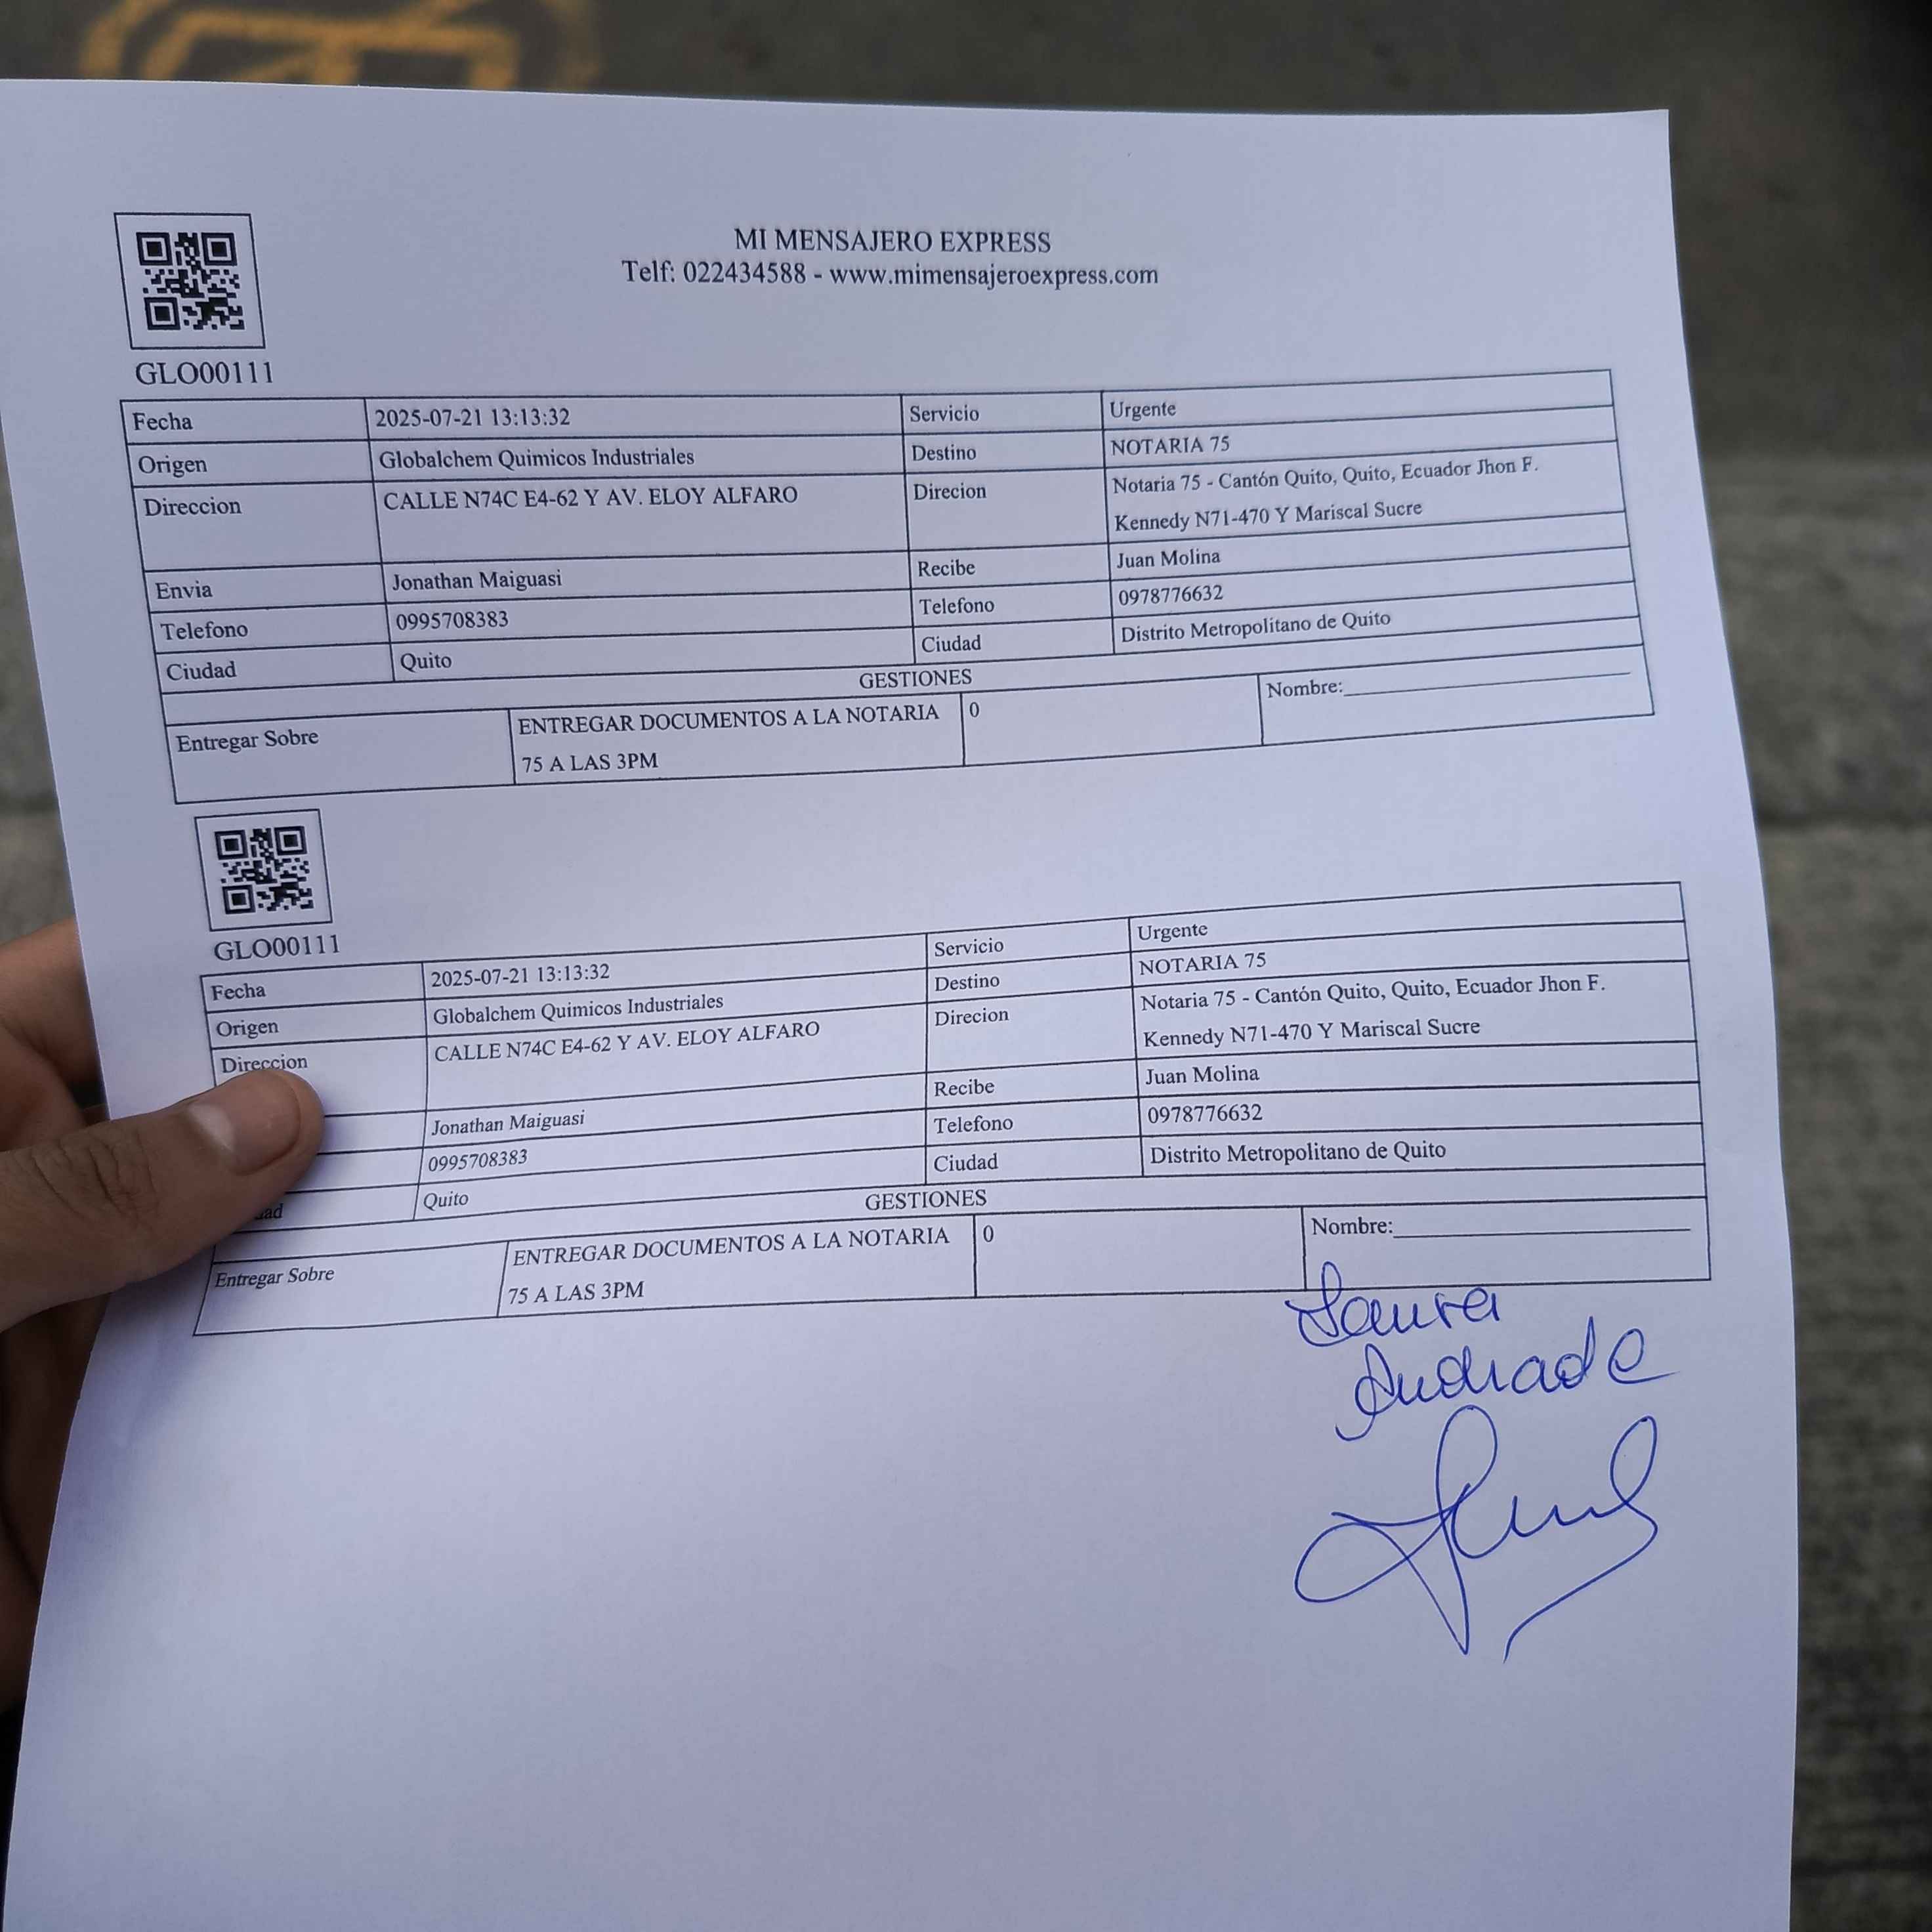 MI MENSAJERO EXPRESS
Telf: 022434588 - www.mimensajeroexpress.com
GLO00111
Fecha 2025-07-21 13:13:32 Servicio Urgente
Origen Globalchem Quimicos Industriales Destino NOTARIA 75
Direccion CALLE N74C E4-62 Y AV. ELOY ALFARO Direcion Notaria 75 - Cantón Quito, Quito, Ecuador Jhon F.
Kennedy N71-470 Y Mariscal Sucre
Envia Jonathan Maiguasi Recibe Juan Molina
Telefono 0995708383 Telefono 0978776632
Ciudad Quito Ciudad Distrito Metropolitano de Quito
GESTIONES
Entregar Sobre ENTREGAR DOCUMENTOS A LA NOTARIA 0 Nombre:
75 A LAS 3PM
GLO00111
Fecha 2025-07-21 13:13:32 Servicio Urgente
Origen Globalchem Quimicos Industriales Destino NOTARIA 75
Direccion CALLE N74C E4-62 Y AV. ELOY ALFARO Direcion Notaria 75 - Cantón Quito, Quito, Ecuador Jhon F.
Kennedy N71-470 Y Mariscal Sucre
Jonathan Maiguasi Recibe Juan Molina
0995708383 Telefono 0978776632
Quito Ciudad Distrito Metropolitano de Quito
GESTIONES
Entregar Sobre ENTREGAR DOCUMENTOS A LA NOTARIA 0 Nombre:
75 A LAS 3PM
Laura
Andrade